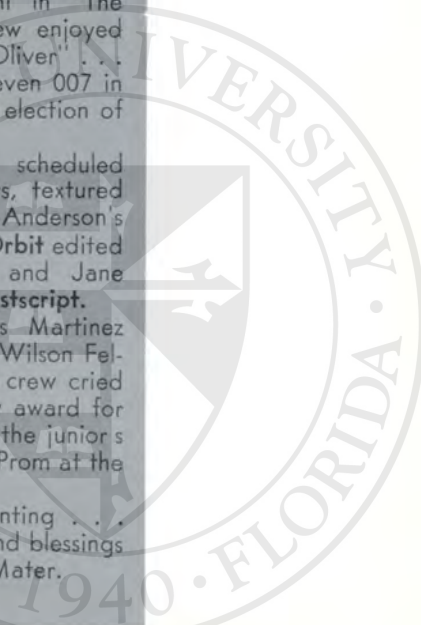 in "The
ew enjoyed
Oliver" . . .
even 007 in
election of
scheduled
s, textured
Anderson's
Orbit edited
and Jane
stscript.
s Martinez
Wilson Fel-
crew cried
award for
the junior s
Prom at the
nting . . .
nd blessings
Mater.
UNIVERSITY
FLORIDA
1940